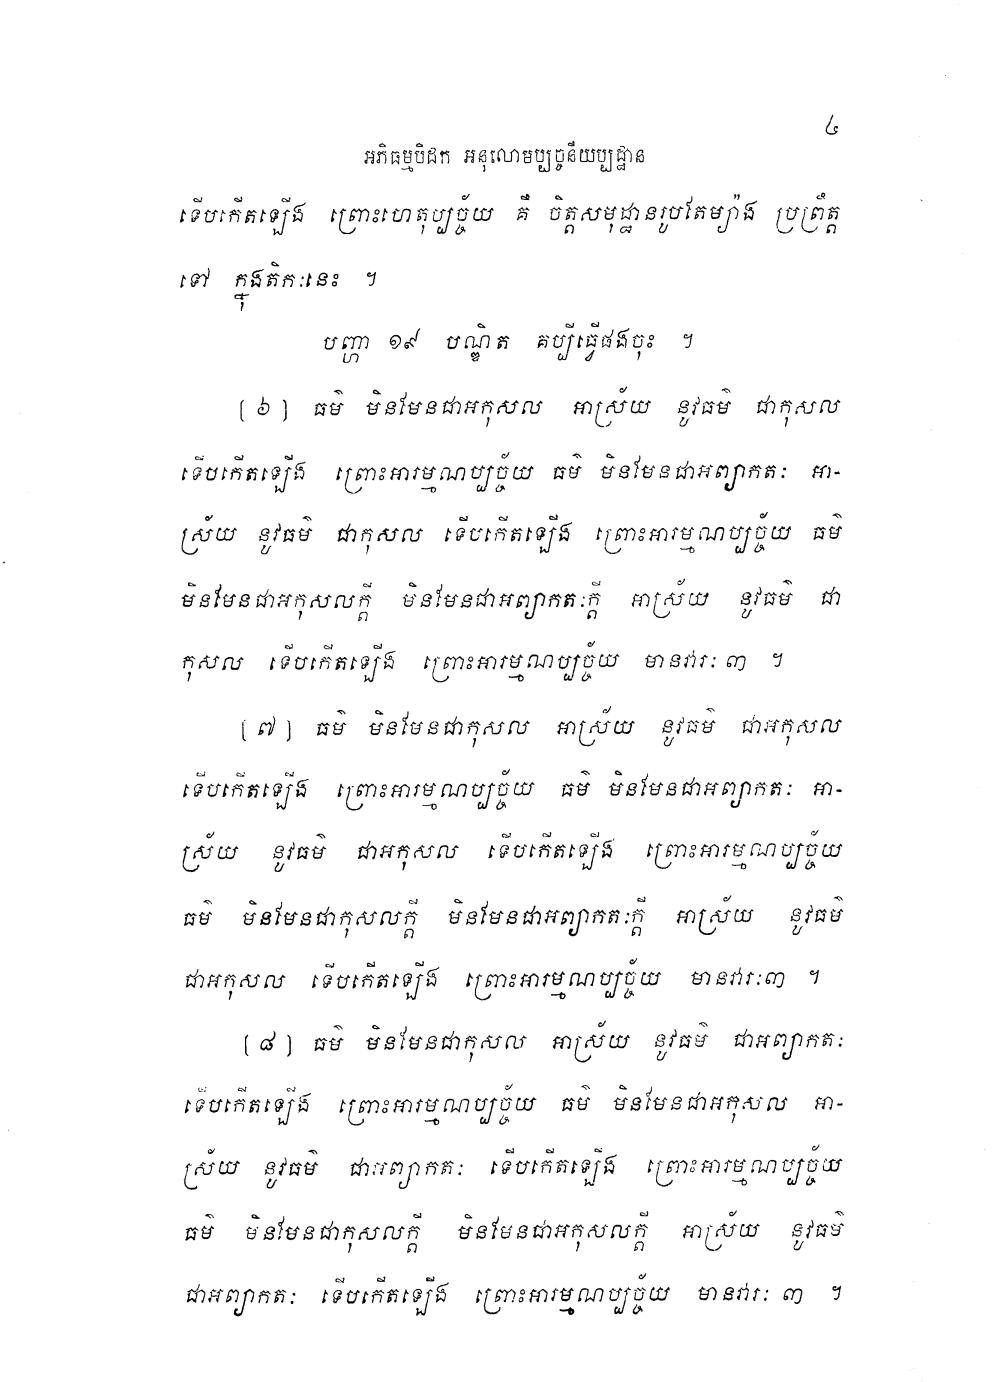 ៤
អភិធម្មបិដក អនុលោមប្បច្ចនីយប្បដ្ឋាន
ទើបកើតឡើង ព្រោះហេតុប្បច្ច័យ គឺ ចិត្តសមុដ្ឋានរូបតែម្យ៉ាង ប្រព្រឹត្ត
ទៅ ក្នុងតិកៈនេះ ។
បញ្ហា ១៩ បណ្ឌិត គប្បីធ្វើផងចុះ ។
[ ៦ ] ធម៌ មិនមែនជាអកុសល អាស្រ័យ នូវធម៌ ជាកុសល
ទើបកើតឡើង ព្រោះអារម្មណប្បច្ច័យ ធម៌ មិនមែនជាអព្យាកតៈ អា-
ស្រ័យ នូវធម៌ ជាកុសល ទើបកើតឡើង ព្រោះអារម្មណប្បច្ច័យ ធម៌
មិនមែនជាអកុសលក្តី មិនមែនជាអព្យាកតៈក្តី អាស្រ័យ នូវធម៌ ជា
កុសល ទើបកើតឡើង ព្រោះអារម្មណប្បច្ច័យ មានវារៈ ៣ ។
[ ៧ ] ធម៌ មិនមែនជាកុសល អាស្រ័យ នូវធម៌ ជាអកុសល
ទើបកើតឡើង ព្រោះអារម្មណប្បច្ច័យ ធម៌ មិនមែនជាអព្យាកតៈ អា-
ស្រ័យ នូវធម៌ ជាអកុសល ទើបកើតឡើង ព្រោះអារម្មណប្បច្ច័យ
ធម៌ មិនមែនជាកុសលក្តី មិនមែនជាអព្យាកតៈក្តី អាស្រ័យ នូវធម៌
ជាអកុសល ទើបកើតឡើង ព្រោះអារម្មណប្បច្ច័យ មានវារៈ៣ ។
[ ៨ ] ធម៌ មិនមែនជាកុសល អាស្រ័យ នូវធម៌ ជាអព្យាកតៈ
ទើបកើតឡើង ព្រោះអារម្មណប្បច្ច័យ ធម៌ មិនមែនជាអកុសល អា-
ស្រ័យ នូវធម៌ ជាអព្យាកតៈ ទើបកើតឡើង ព្រោះអារម្មណប្បច្ច័យ
ធម៌ មិនមែនជាកុសលក្តី មិនមែនជាអកុសលក្តី អាស្រ័យ នូវធម៌
ជាអព្យាកតៈ ទើបកើតឡើង ព្រោះអារម្មណប្បច្ច័យ មានវារៈ ៣ ។